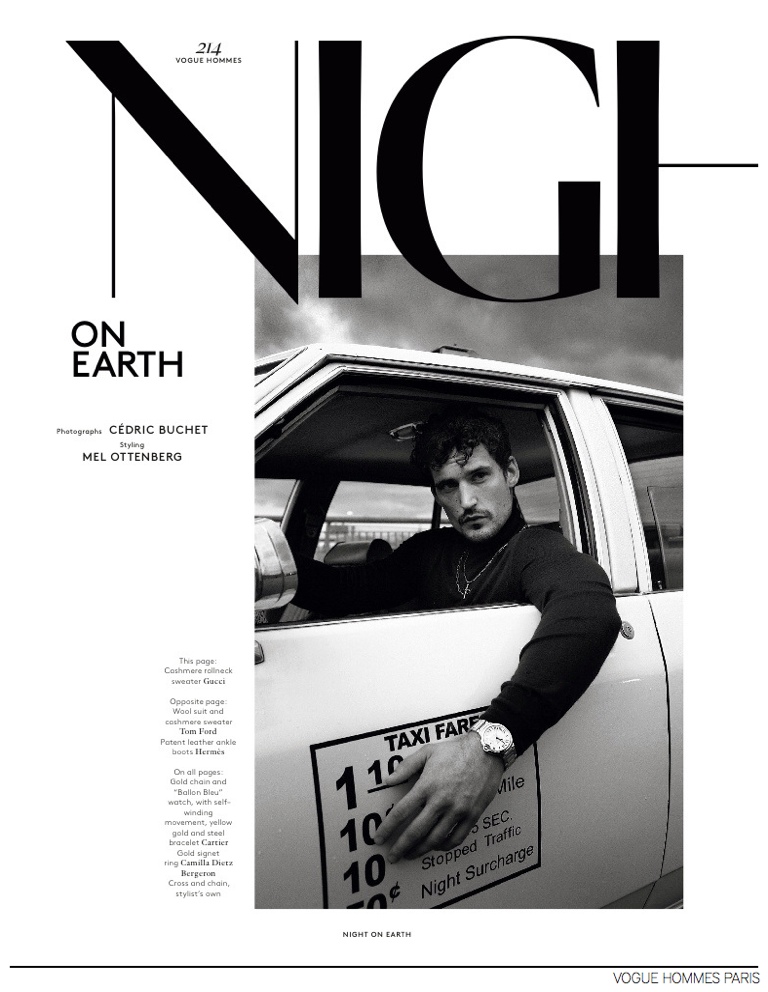 214
VOGUE HOMMES
NIGH
ON
EARTH
Photographs CÉDRIC BUCHET
Styling
MEL OTTENBERG
This page:
Cashmere rollneck
sweater Gucci
Opposite page:
Wool suit and
cashmere sweater
Tom Ford
Patent leather ankle
boots Hermès
On all pages:
Gold chain and
"Ballon Bleu"
watch, with self-
winding
movement, yellow
gold and steel
bracelet Cartier
Gold signet
ring Camilla Dietz
Bergeron
Cross and chain,
stylist's own
TAXI FARE
1 10
Mile
10
SEC.
10
Stopped Traffic
50¢ Night Surcharge
NIGHT ON EARTH
VOGUE HOMMES PARIS